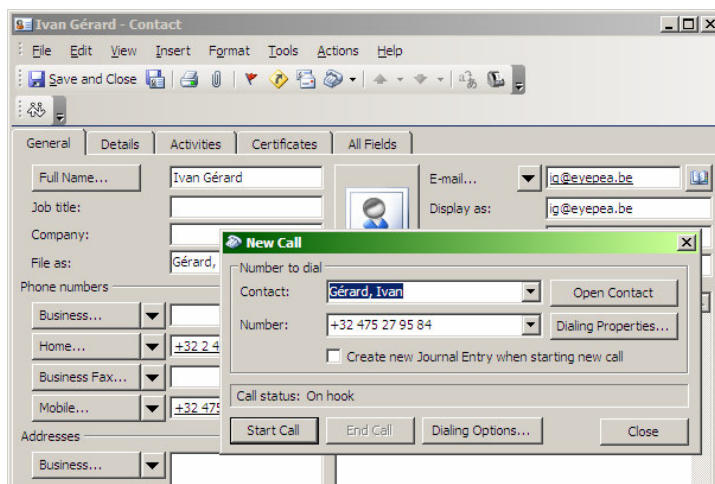 Ivan Gérard - Contact
File Edit View Insert Format Tools Actions Help
Save and Close
General Details Activities Certificates All Fields
Full Name... Ivan Gérard E-mail... ig@eyepea.be
Job title: Display as: ig@eyepea.be
Company:
File as: Gérard,
New Call
Number to dial
Contact: Gérard, Ivan Open Contact
Number: +32 475 27 95 84 Dialing Properties...
Create new Journal Entry when starting new call
Call status: On hook
Start Call End Call Dialing Options... Close
Phone numbers
Business...
Home... +32 2 4
Business Fax...
Mobile... +32 475
Addresses
Business...